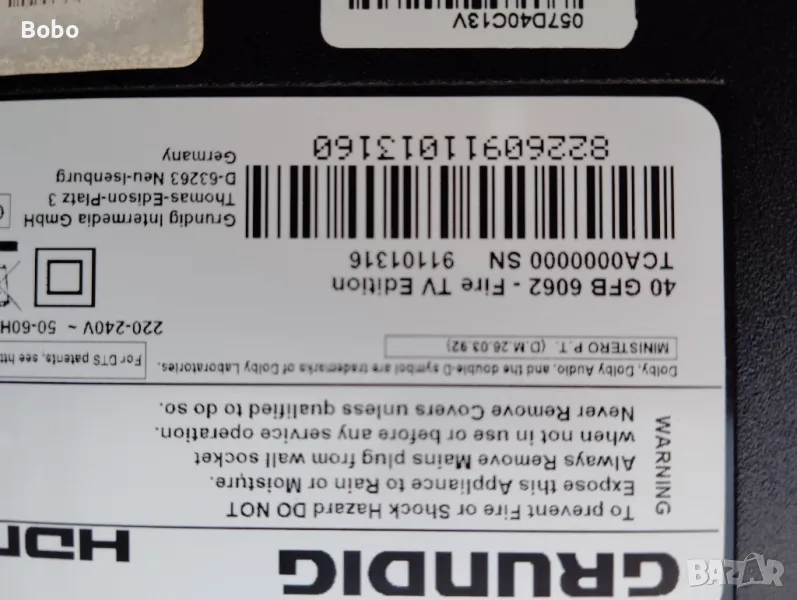 Bobo
GRUNDIG
HD
WARNING
To prevent Fire or Shock Hazard DO NOT
Expose this Appliance to Rain or Moisture.
Always Remove Mains plug from wall socket
when not in use or before any service operation.
Never Remove Covers unless qualified to do so.
Dolby, Dolby Audio, and the double-D symbol are trademarks of Dolby Laboratories.
MINISTERO P.T. (D.M.26.03.92)
For DTS patents, see htt
40 GFB 6062 - Fire TV Edition
220-240V ~ 50-60H
TCA0000000 SN 91101316
Grundig Intermedia GmbH
Thomas-Edison-Platz 3
D-63263 Neu-Isenburg
Germany
82260911013160
057D40C13V
BAZAR